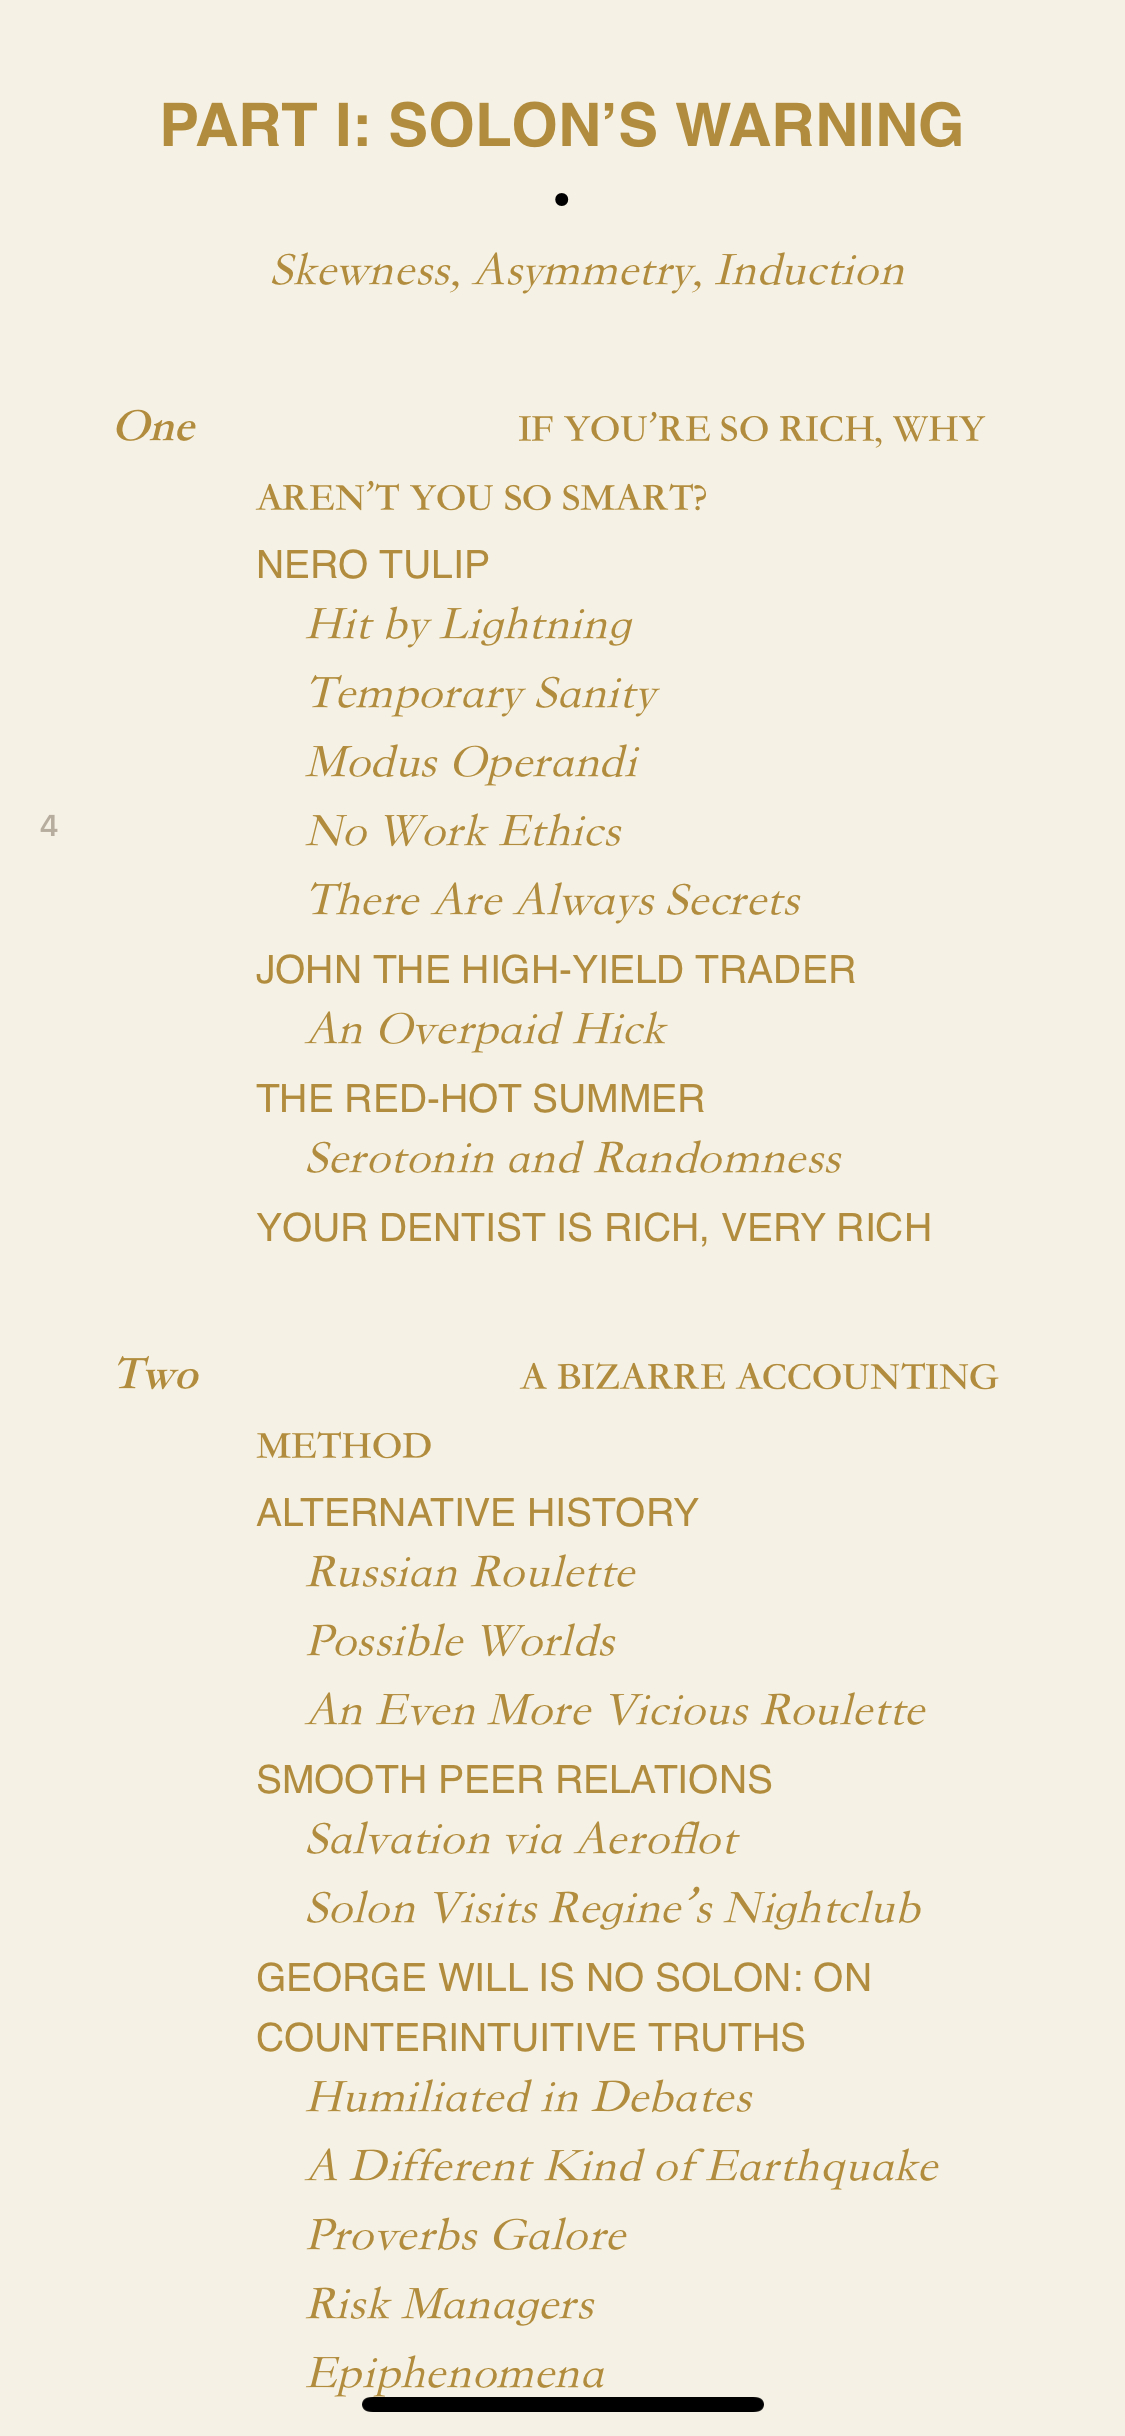 PART I: SOLON’S WARNING
•
Skewness, Asymmetry, Induction
One IF YOU’RE SO RICH, WHY
AREN’T YOU SO SMART?
NERO TULIP
Hit by Lightning
Temporary Sanity
Modus Operandi
4 No Work Ethics
There Are Always Secrets
JOHN THE HIGH-YIELD TRADER
An Overpaid Hick
THE RED-HOT SUMMER
Serotonin and Randomness
YOUR DENTIST IS RICH, VERY RICH
Two A BIZARRE ACCOUNTING
METHOD
ALTERNATIVE HISTORY
Russian Roulette
Possible Worlds
An Even More Vicious Roulette
SMOOTH PEER RELATIONS
Salvation via Aeroflot
Solon Visits Regine’s Nightclub
GEORGE WILL IS NO SOLON: ON
COUNTERINTUITIVE TRUTHS
Humiliated in Debates
A Different Kind of Earthquake
Proverbs Galore
Risk Managers
Epiphenomena